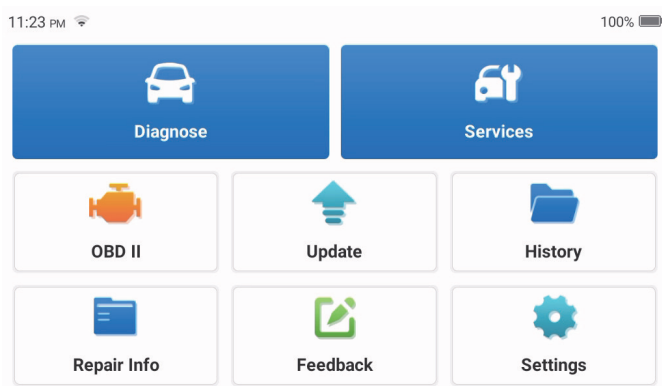 11:23 PM 100%
Diagnose Services
OBD II Update History
Repair Info Feedback Settings